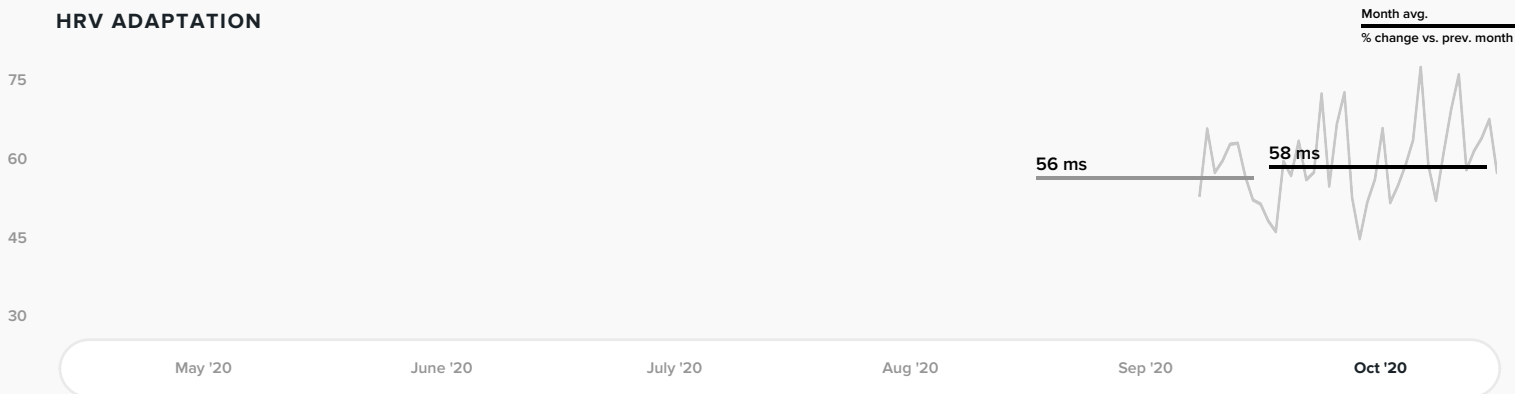 HRV ADAPTATION
Month avg.
% change vs. prev. month
75
60
45
30
56 ms
58 ms
May '20
June '20
July '20
Aug '20
Sep '20
Oct '20